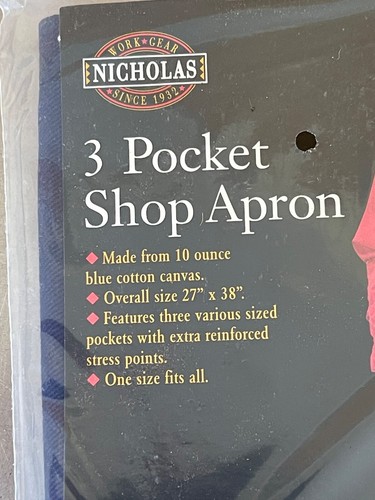 WORK GEAR
NICHOLAS
SINCE 1932
3 Pocket
Shop Apron
◆ Made from 10 ounce
blue cotton canvas.
◆ Overall size 27" x 38".
◆ Features three various sized
pockets with extra reinforced
stress points.
◆ One size fits all.